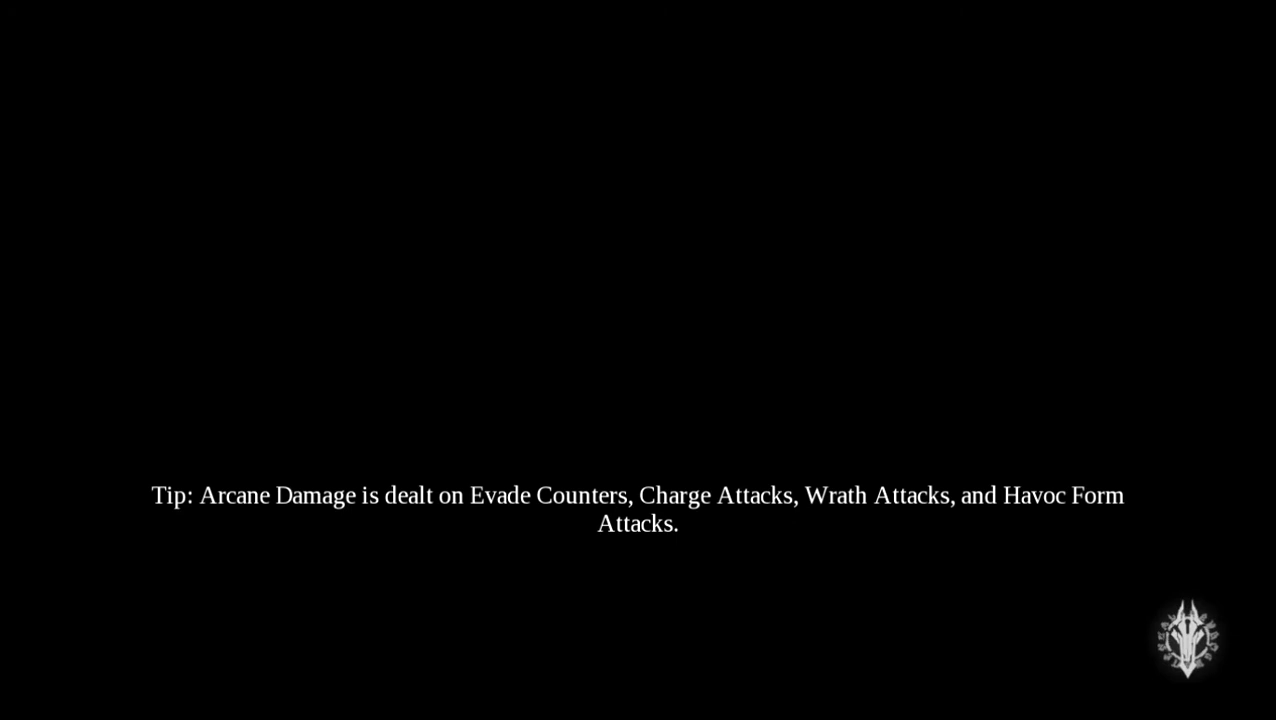 Tip: Arcane Damage is dealt on Evade Counters, Charge Attacks, Wrath Attacks, and Havoc Form
Attacks.